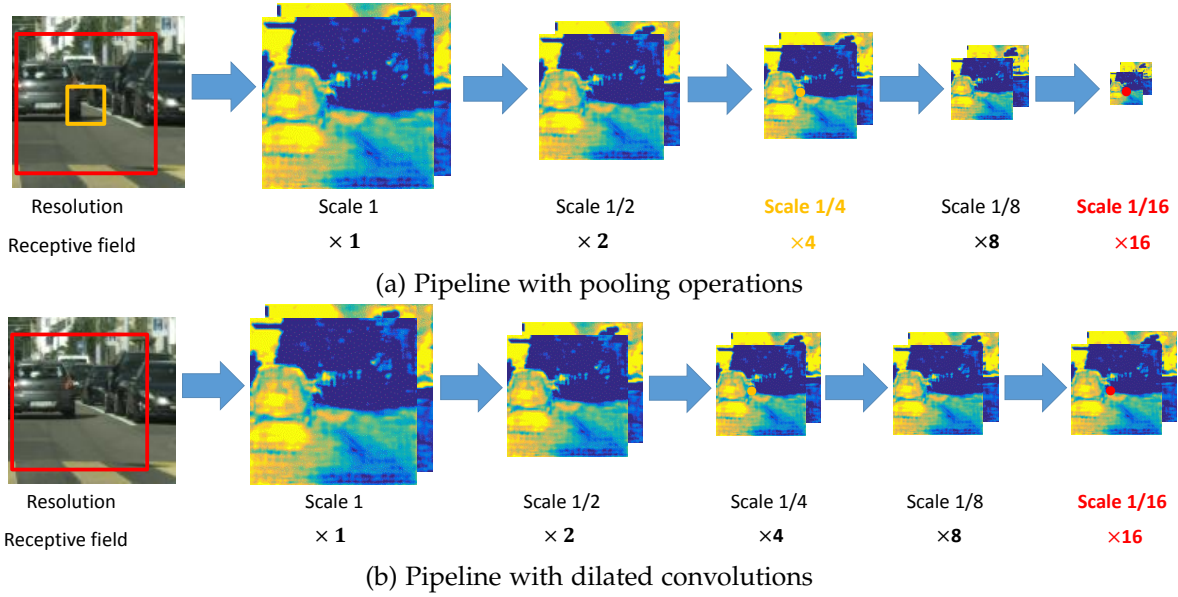 Resolution Scale 1 Scale 1/2 Scale 1/4 Scale 1/8 Scale 1/16
Receptive field × 1 × 2 ×4 ×8 ×16
(a) Pipeline with pooling operations
Resolution Scale 1 Scale 1/2 Scale 1/4 Scale 1/8 Scale 1/16
Receptive field × 1 × 2 ×4 ×8 ×16
(b) Pipeline with dilated convolutions